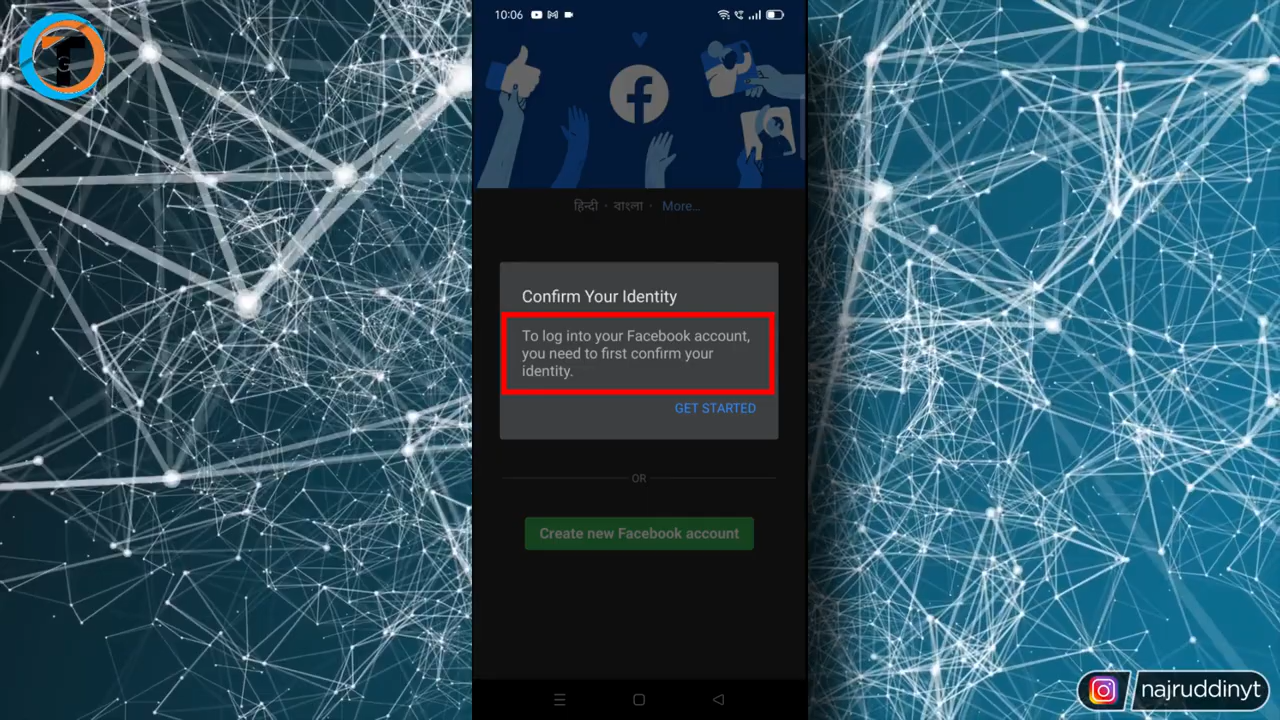 10:06
हिन्दी · বাংলা · More...
Confirm Your Identity
To log into your Facebook account,
you need to first confirm your
identity.
GET STARTED
OR
Create new Facebook account
TG
najruddinyt